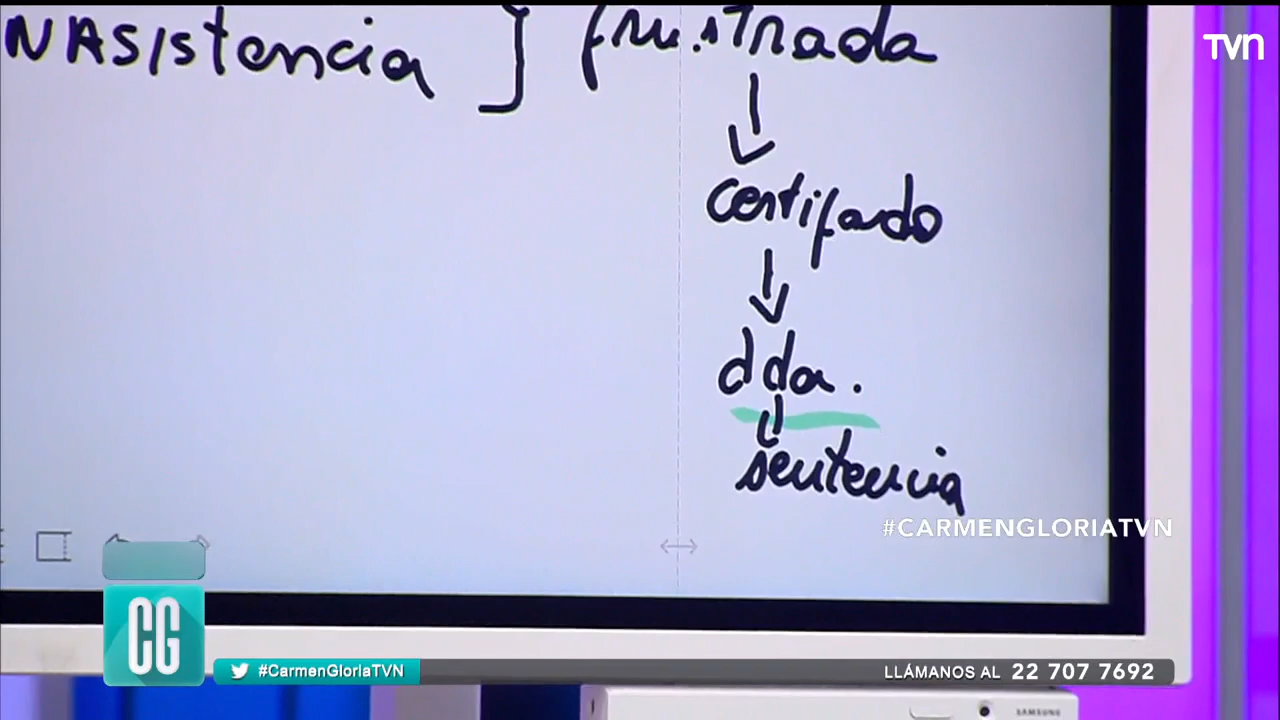 NASistencia ] frustrada
TVN
certificado
dda.
sentencia
#CARMENGLORIATVN
CG
#CarmenGloriaTVN
LLÁMANOS AL 22 707 7692
SAMSUNG